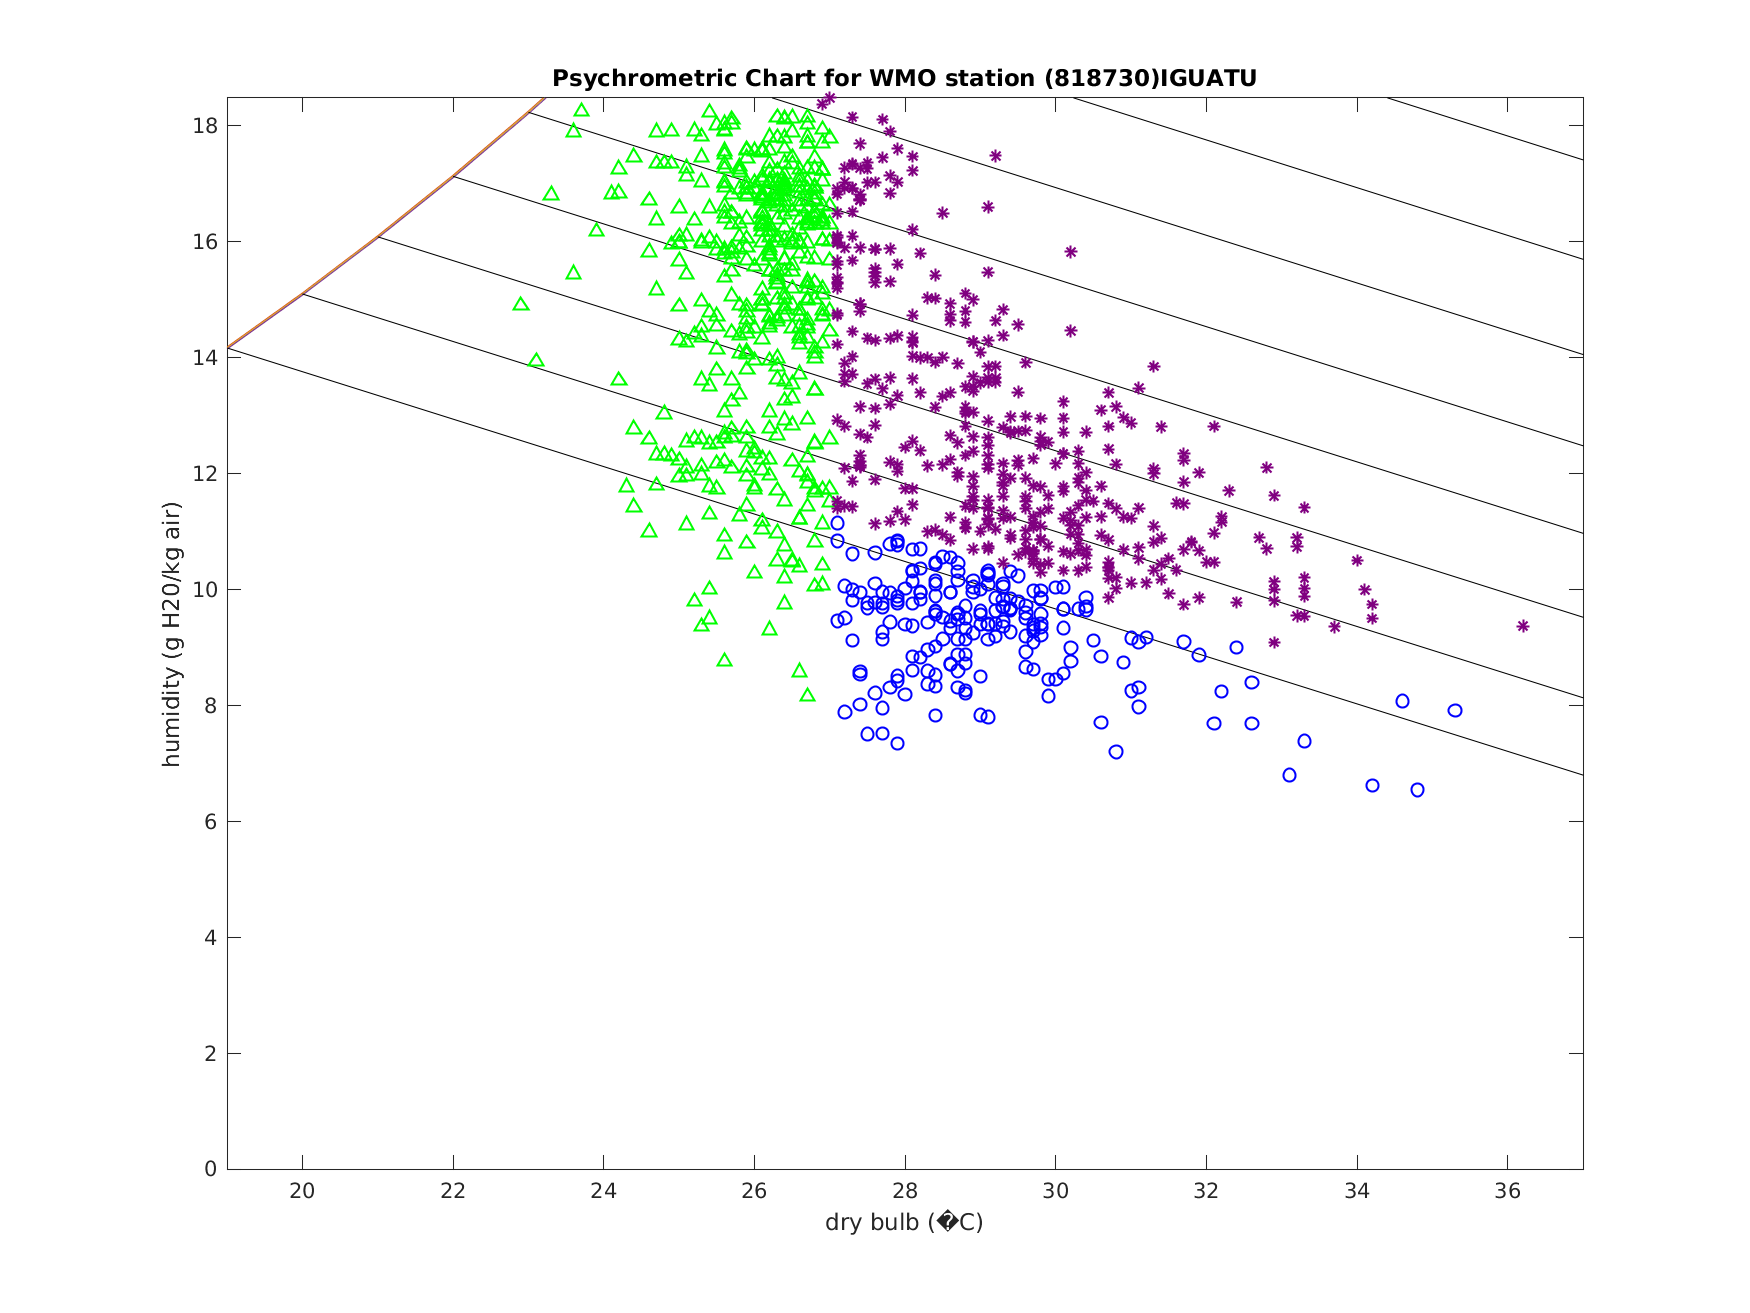 Psychrometric Chart for WMO station (818730)IGUATU
18
16
14
12
10
8
6
4
2
0
humidity (g H20/kg air)
20 22 24 26 28 30 32 34 36
dry bulb (�C)